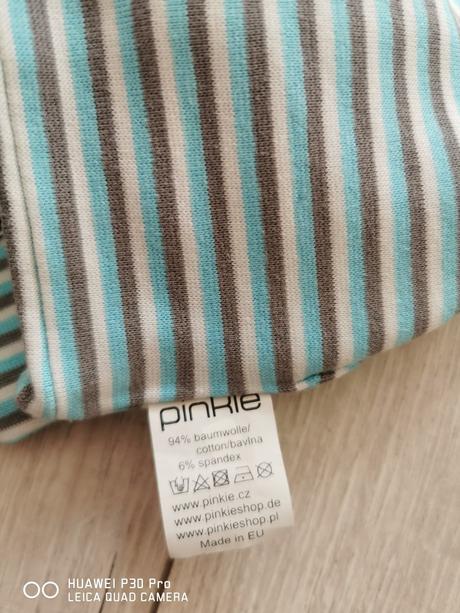 pinkie
94% baumwolle/
cotton/bavlna
6% spandex
www.pinkie.cz
www.pinkieshop.de
www.pinkieshop.pl
Made in EU
HUAWEI P30 Pro
LEICA QUAD CAMERA